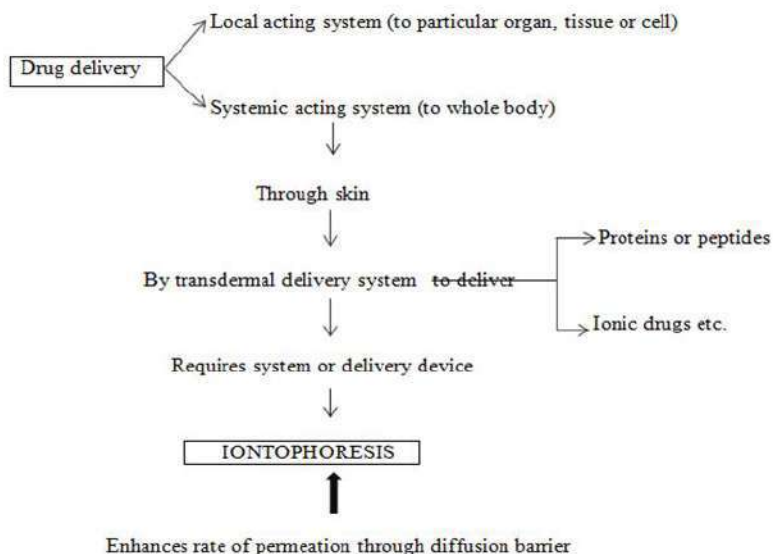 Local acting system (to particular organ, tissue or cell)
Drug delivery
Systemic acting system (to whole body)
Through skin
Proteins or peptides
By transdermal delivery system to deliver
Ionic drugs etc.
Requires system or delivery device
IONTOPHORESIS
Enhances rate of permeation through diffusion barrier